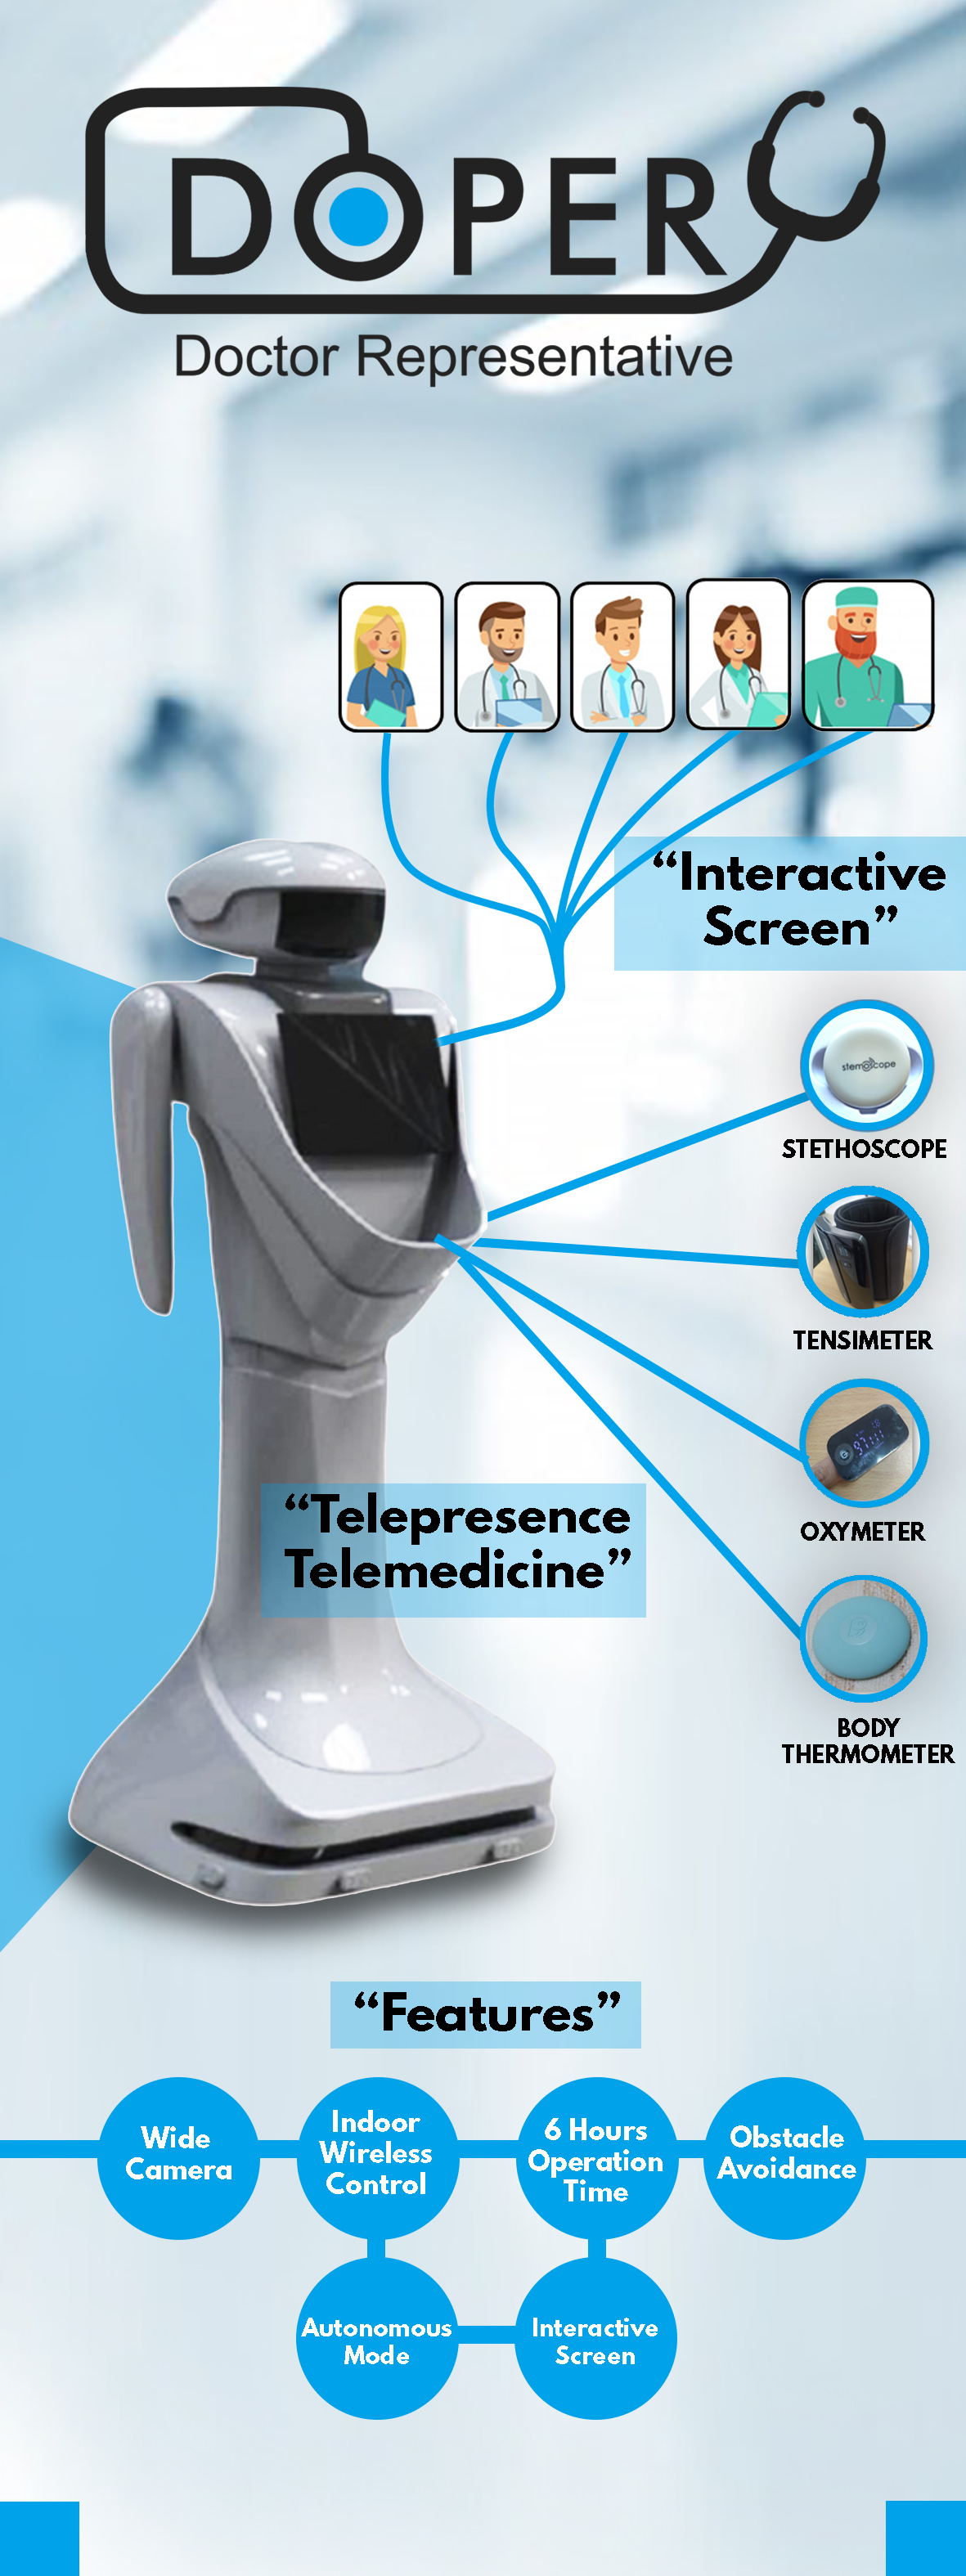 DOPER
Doctor Representative
“Interactive
Screen”
stemoscope
STETHOSCOPE
TENSIMETER
OXYMETER
“Telepresence
Telemedicine”
BODY
THERMOMETER
“Features”
Wide
Camera
Indoor
Wireless
Control
6 Hours
Operation
Time
Obstacle
Avoidance
Autonomous
Mode
Interactive
Screen